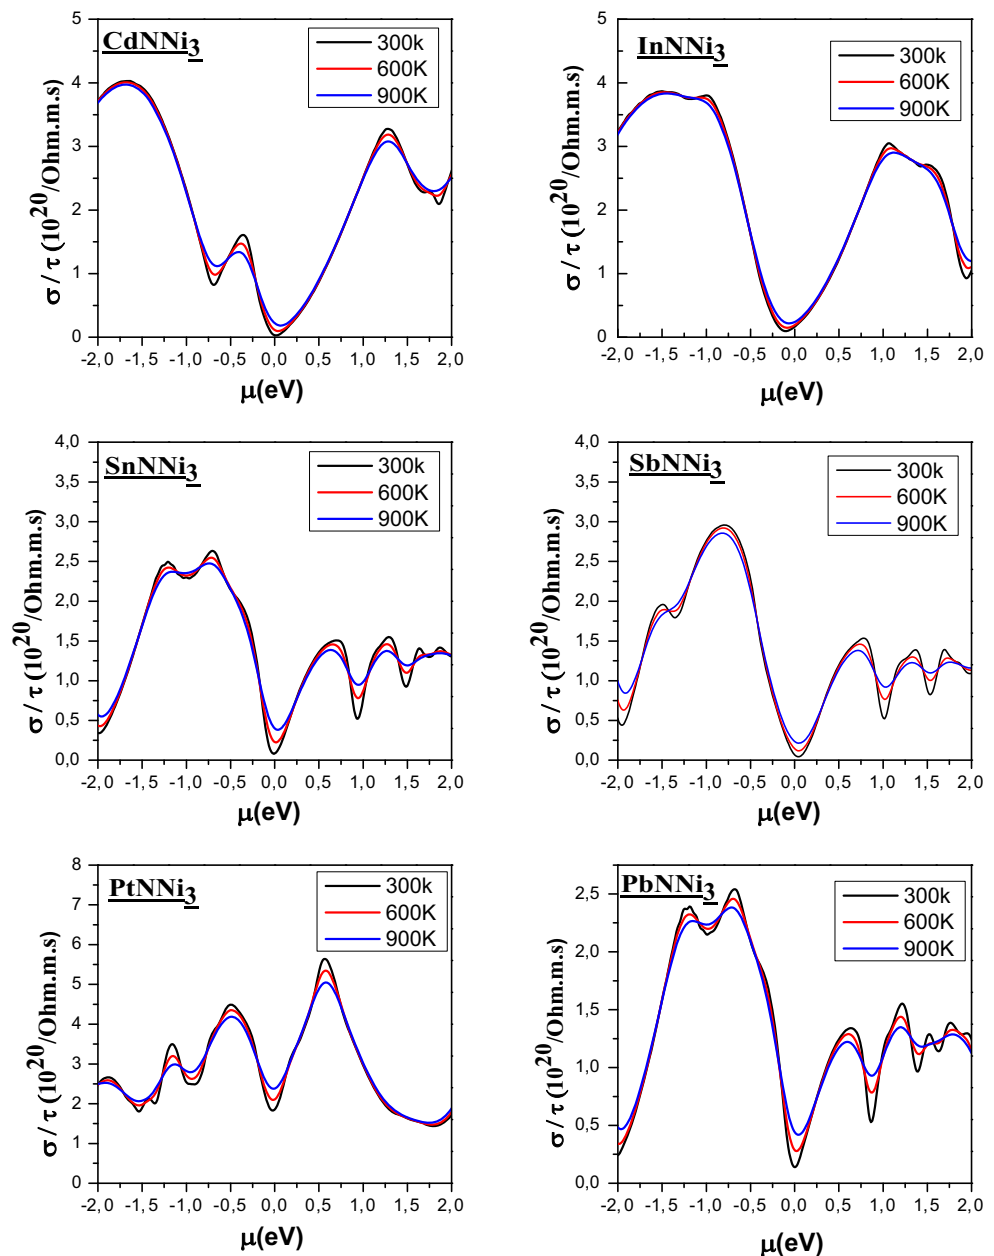 CdNNi3
300k
600K
900K
σ / τ (10^20/Ohm.m.s)
5
4
3
2
1
0
-2,0 -1,5 -1,0 -0,5 0,0 0,5 1,0 1,5 2,0
μ(eV)
InNNi3
300k
600K
900K
σ / τ (10^20/Ohm.m.s)
5
4
3
2
1
0
-2,0 -1,5 -1,0 -0,5 0,0 0,5 1,0 1,5 2,0
μ(eV)
SnNNi3
300k
600K
900K
σ / τ (10^20/Ohm.m.s)
4,0
3,5
3,0
2,5
2,0
1,5
1,0
0,5
0,0
-2,0 -1,5 -1,0 -0,5 0,0 0,5 1,0 1,5 2,0
μ(eV)
SbNNi3
300k
600K
900K
σ / τ (10^20/Ohm.m.s)
4,0
3,5
3,0
2,5
2,0
1,5
1,0
0,5
0,0
-2,0 -1,5 -1,0 -0,5 0,0 0,5 1,0 1,5 2,0
μ(eV)
PtNNi3
300k
600K
900K
σ / τ (10^20/Ohm.m.s)
8
7
6
5
4
3
2
1
0
-2,0 -1,5 -1,0 -0,5 0,0 0,5 1,0 1,5 2,0
μ(eV)
PbNNi3
300k
600K
900K
σ / τ (10^20/Ohm.m.s)
2,5
2,0
1,5
1,0
0,5
0,0
-2,0 -1,5 -1,0 -0,5 0,0 0,5 1,0 1,5 2,0
μ(eV)